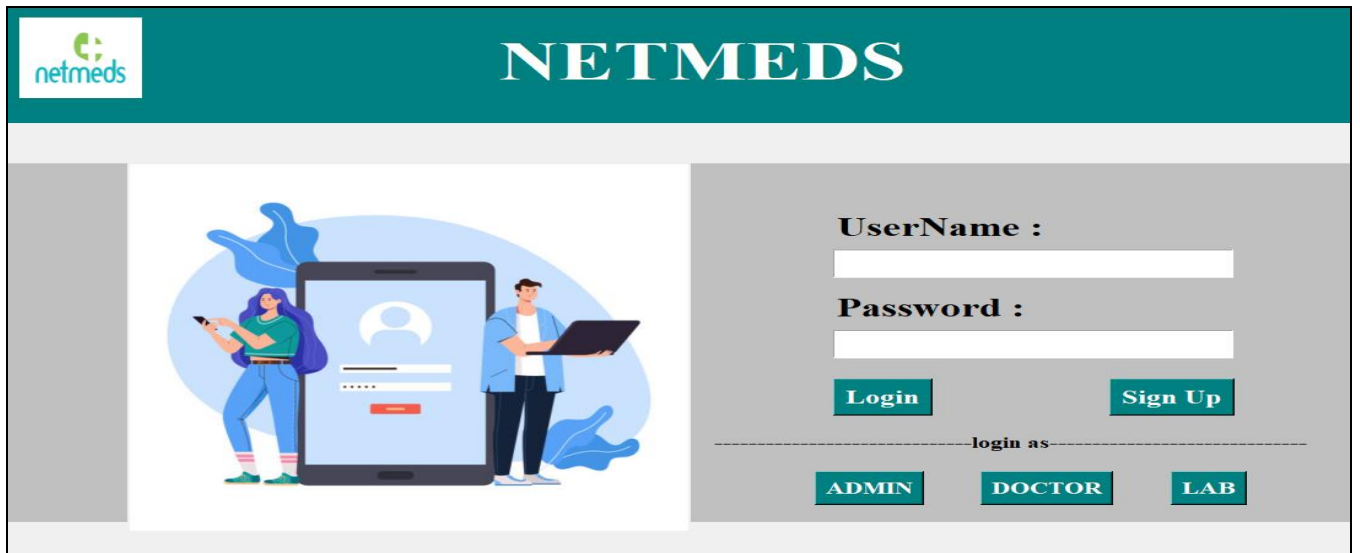 netmeds
NETMEDS
UserName :
Password :
Login
Sign Up
------------------------------login as------------------------------
ADMIN
DOCTOR
LAB